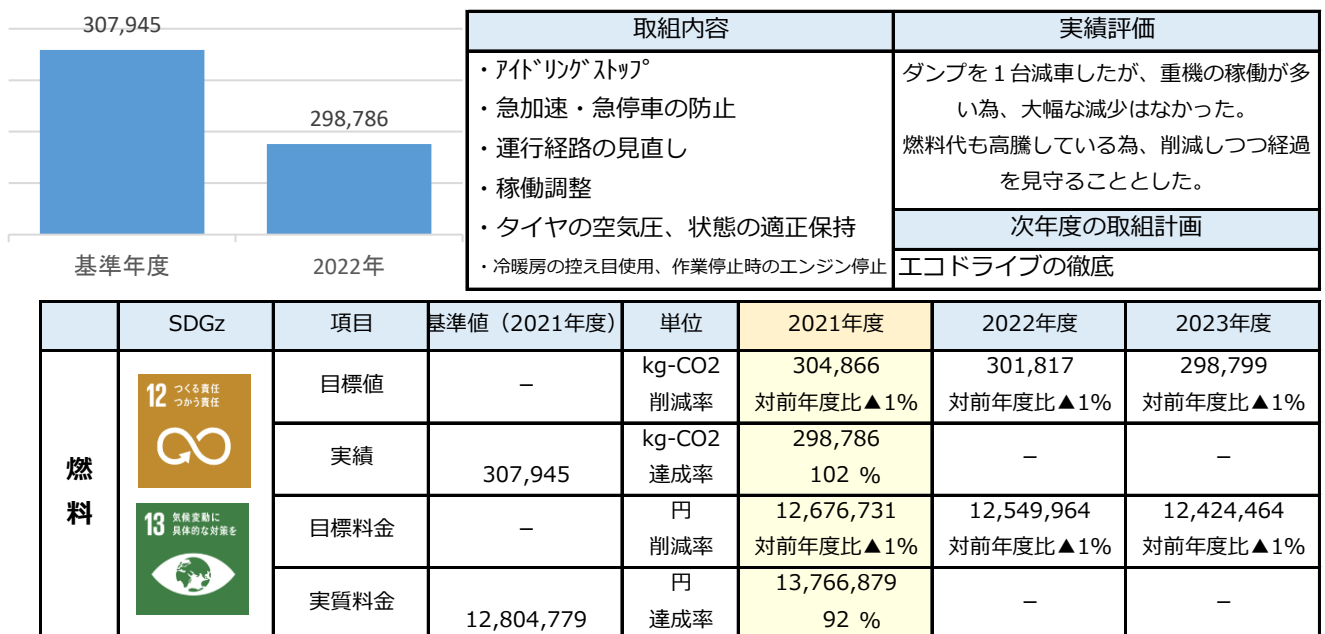 307,945
298,786
基準年度 2022年
取組内容 実績評価
・ｱｲﾄﾞﾘﾝｸﾞｽﾄｯﾌﾟ
・急加速・急停車の防止
・運行経路の見直し
・稼働調整
・タイヤの空気圧、状態の適正保持
・冷暖房の控え目使用、作業停止時のエンジン停止
ダンプを１台減車したが、重機の稼働が多
い為、大幅な減少はなかった。
燃料代も高騰している為、削減しつつ経過
を見守ることとした。
次年度の取組計画
エコドライブの徹底
SDGz 項目 基準値（2021年度） 単位 2021年度 2022年度 2023年度
燃料
12 つくる責任
つかう責任
13 気候変動に
具体的な対策を
目標値 － kg-CO2 304,866 301,817 298,799
削減率 対前年度比▲1% 対前年度比▲1% 対前年度比▲1%
実績 307,945 kg-CO2 298,786 － －
達成率 102 %
目標料金 － 円 12,676,731 12,549,964 12,424,464
削減率 対前年度比▲1% 対前年度比▲1% 対前年度比▲1%
実質料金 12,804,779 円 13,766,879 － －
達成率 92 %